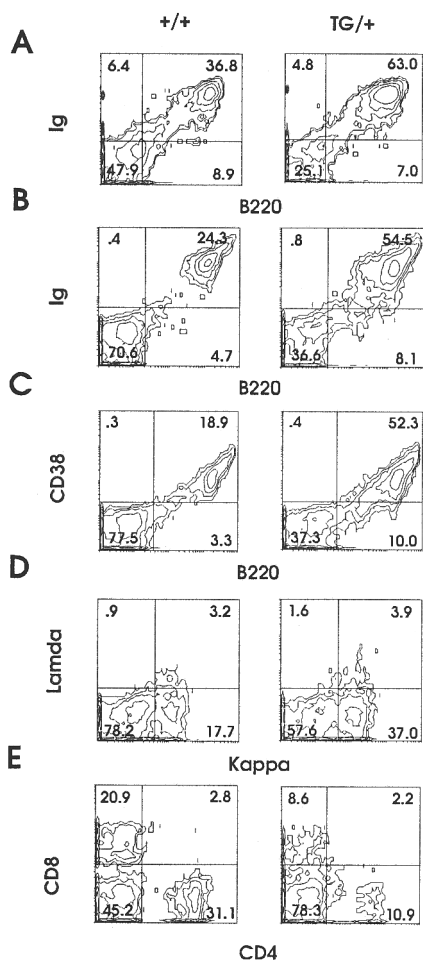 +/+ TG/+
A
6.4 36.8 4.8 63.0
Ig
47.9 8.9 25.1 7.0
B220
B
.4 24.3 .8 54.5
Ig
70.6 4.7 36.6 8.1
B220
C
.3 18.9 .4 52.3
CD38
77.5 3.3 37.3 10.0
B220
D
.9 3.2 1.6 3.9
Lamda
78.2 17.7 57.6 37.0
Kappa
E
20.9 2.8 8.6 2.2
CD8
45.2 31.1 78.3 10.9
CD4